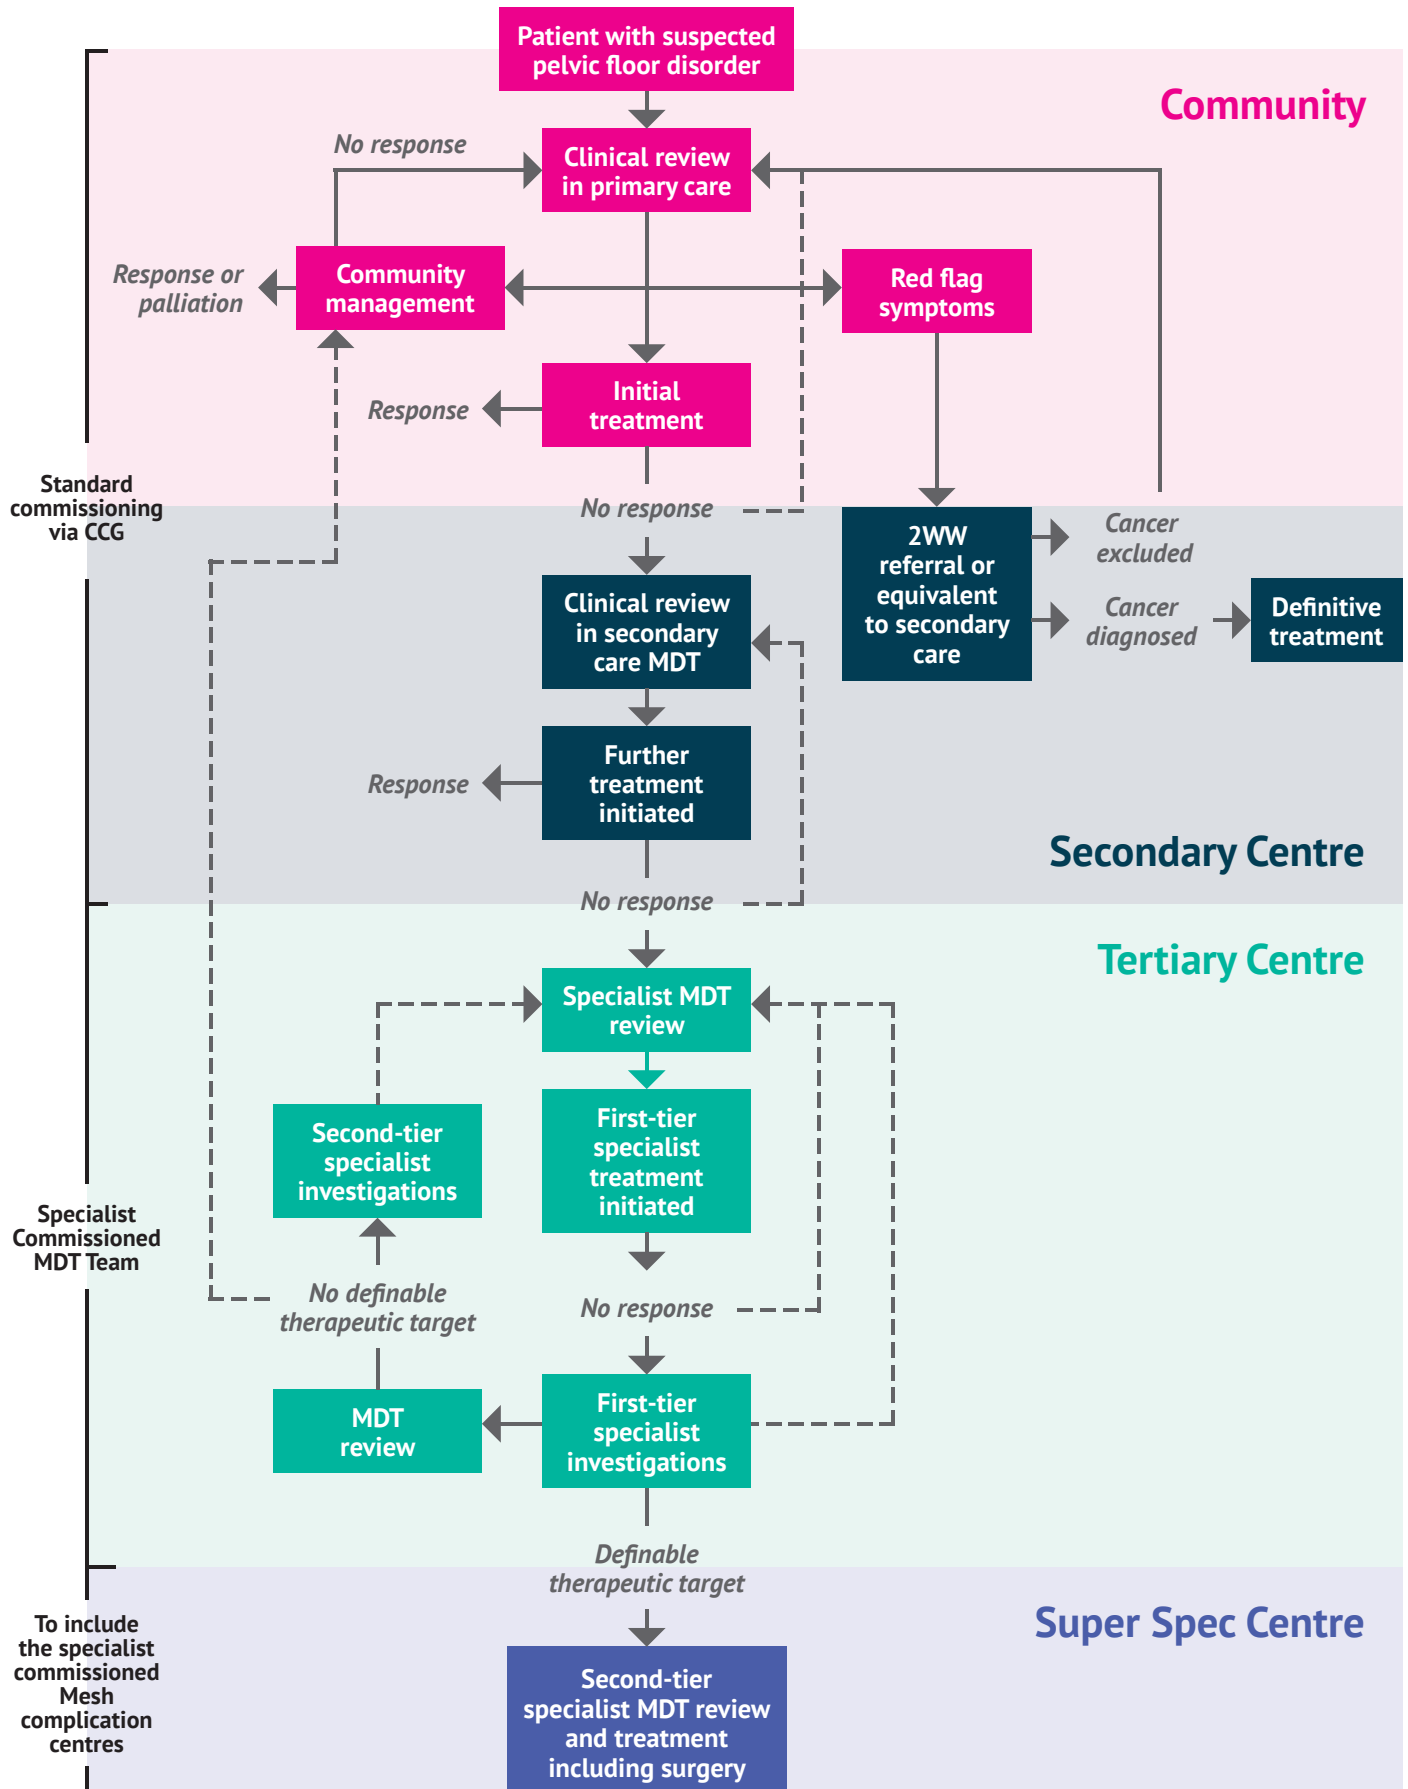 Patient with suspected
pelvic floor disorder
Community
No response
Clinical review
in primary care
Response or
palliation
Community
management
Red flag
symptoms
Response
Initial
treatment
Standard
commissioning
via CCG
No response
2WW
referral or
equivalent
to secondary
care
Cancer
excluded
Cancer
diagnosed
Definitive
treatment
Clinical review
in secondary
care MDT
Response
Further
treatment
initiated
Secondary Centre
No response
Tertiary Centre
Specialist MDT
review
Second-tier
specialist
investigations
First-tier
specialist
treatment
initiated
Specialist
Commissioned
MDT Team
No definable
therapeutic target
No response
MDT
review
First-tier
specialist
investigations
Definable
therapeutic target
Super Spec Centre
To include
the specialist
commissioned
Mesh
complication
centres
Second-tier
specialist MDT review
and treatment
including surgery